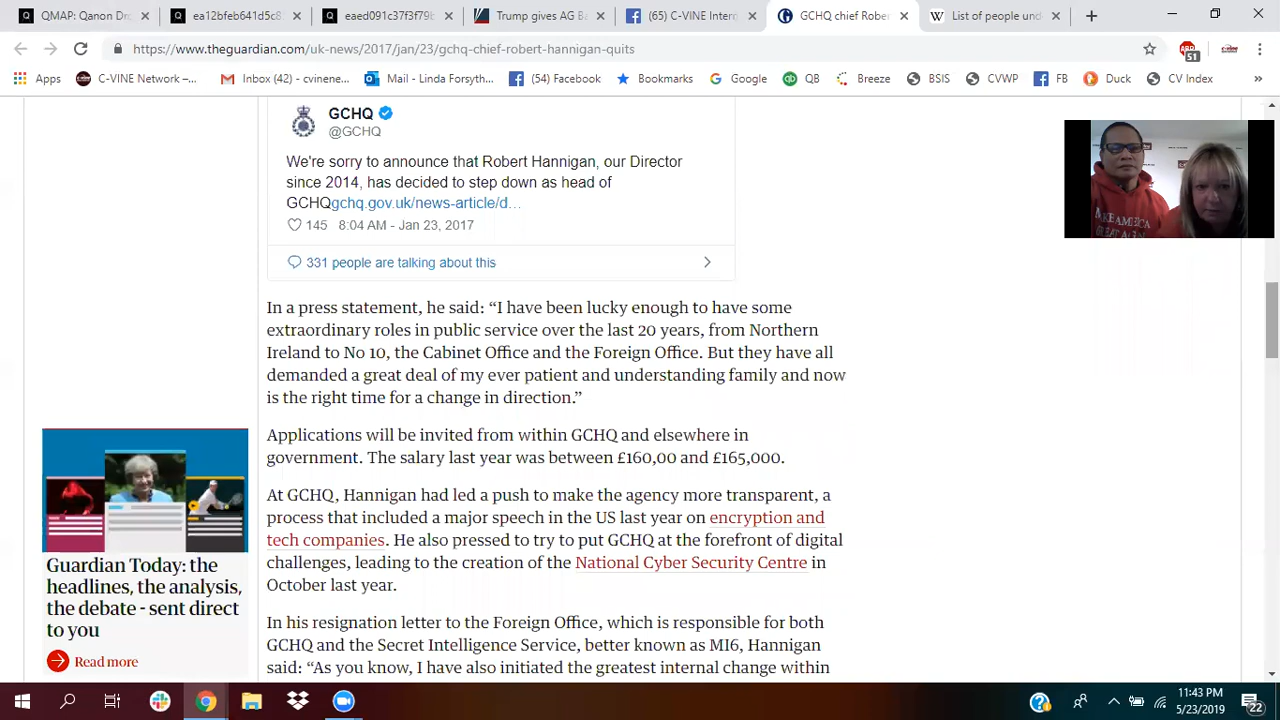 QMAP: Qanon Dro
ea12bfeb641d5c8
eaed091c37f3f79b
Trump gives AG Ba
(65) C-VINE Intern
GCHQ chief Rober
List of people und
https://www.theguardian.com/uk-news/2017/jan/23/gchq-chief-robert-hannigan-quits
51
Apps
C-VINE Network –...
Inbox (42) - cvinene...
Mail - Linda Forsyth...
(54) Facebook
Bookmarks
Google
QB
Breeze
BSIS
CVWP
FB
Duck
CV Index
GCHQ
@GCHQ
We're sorry to announce that Robert Hannigan, our Director
since 2014, has decided to step down as head of
GCHQgchq.gov.uk/news-article/d…
145 8:04 AM - Jan 23, 2017
331 people are talking about this
In a press statement, he said: “I have been lucky enough to have some
extraordinary roles in public service over the last 20 years, from Northern
Ireland to No 10, the Cabinet Office and the Foreign Office. But they have all
demanded a great deal of my ever patient and understanding family and now
is the right time for a change in direction.”
Applications will be invited from within GCHQ and elsewhere in
government. The salary last year was between £160,00 and £165,000.
At GCHQ, Hannigan had led a push to make the agency more transparent, a
process that included a major speech in the US last year on encryption and
tech companies. He also pressed to try to put GCHQ at the forefront of digital
challenges, leading to the creation of the National Cyber Security Centre in
October last year.
In his resignation letter to the Foreign Office, which is responsible for both
GCHQ and the Secret Intelligence Service, better known as MI6, Hannigan
said: “As you know, I have also initiated the greatest internal change within
Guardian Today: the
headlines, the analysis,
the debate - sent direct
to you
Read more
MAKE AMERICA
GREAT AGAIN
11:43 PM
5/23/2019
22